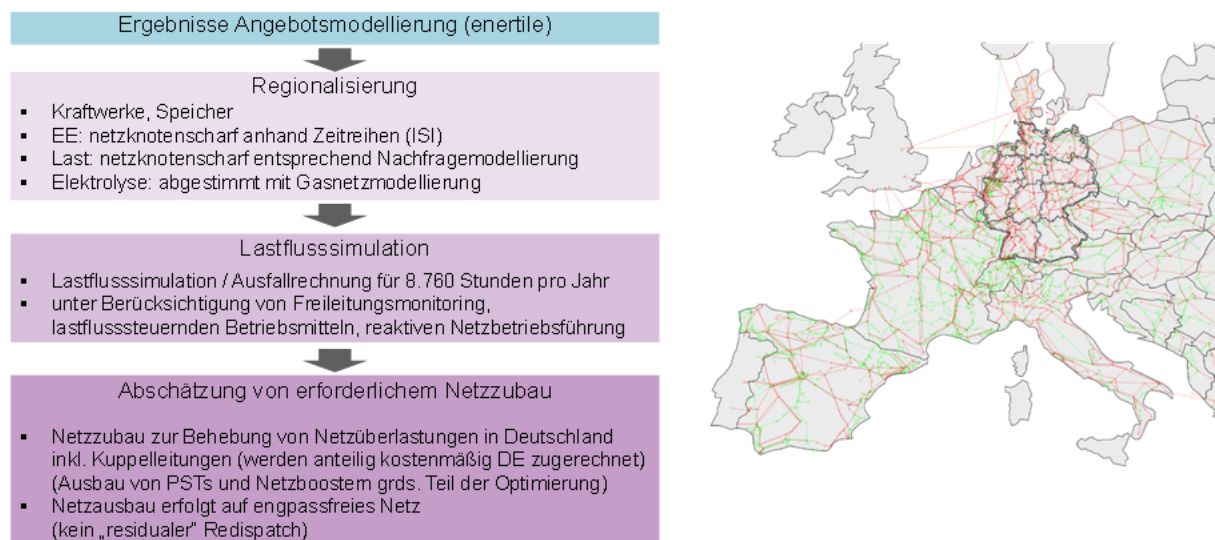 Ergebnisse Angebotsmodellierung (enertile)
Regionalisierung
▪ Kraftwerke, Speicher
▪ EE: netzknotenscharf anhand Zeitreihen (ISI)
▪ Last: netzknotenscharf entsprechend Nachfragemodellierung
▪ Elektrolyse: abgestimmt mit Gasnetzmodellierung
Lastflusssimulation
▪ Lastflusssimulation / Ausfallrechnung für 8.760 Stunden pro Jahr
▪ unter Berücksichtigung von Freileitungsmonitoring,
lastflusssteuernden Betriebsmitteln, reaktiven Netzbetriebsführung
Abschätzung von erforderlichem Netzzubau
▪ Netzzubau zur Behebung von Netzüberlastungen in Deutschland
inkl. Kuppelleitungen (werden anteilig kostenmäßig DE zugerechnet)
(Ausbau von PSTs und Netzboostern grds. Teil der Optimierung)
▪ Netzausbau erfolgt auf engpassfreies Netz
(kein „residualer“ Redispatch)